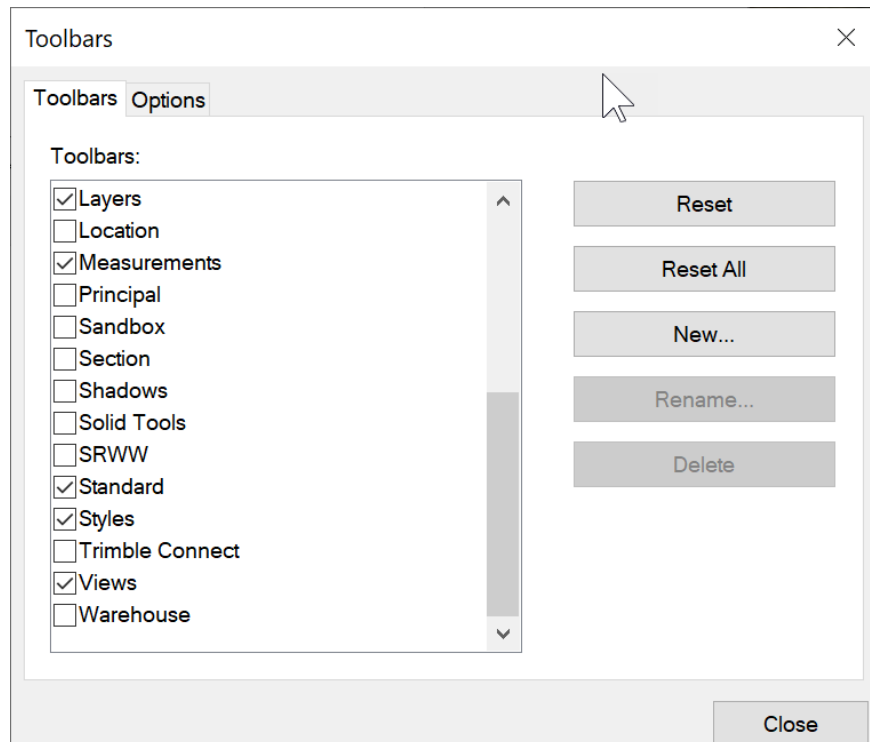 Toolbars
Toolbars Options
Toolbars:
Layers
Location
Measurements
Principal
Sandbox
Section
Shadows
Solid Tools
SRWW
Standard
Styles
Trimble Connect
Views
Warehouse
Reset
Reset All
New...
Rename...
Delete
Close